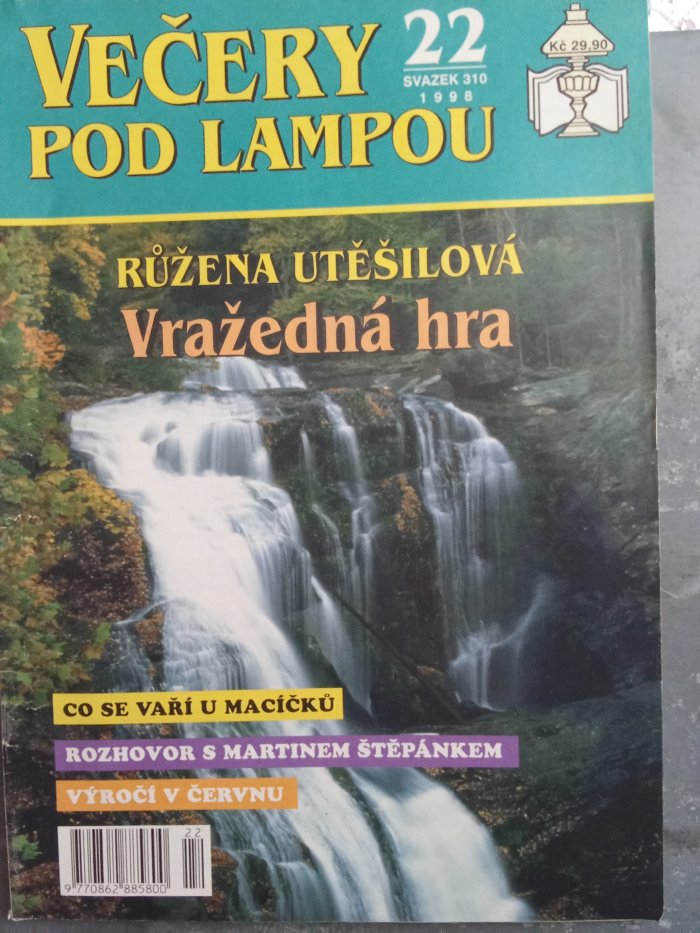 VEČERY
POD LAMPOU
22
SVAZEK 310
1998
Kč 29,90
RŮŽENA UTĚŠILOVÁ
Vražedná hra
CO SE VAŘÍ U MACÍČKŮ
ROZHOVOR S MARTINEM ŠTĚPÁNKEM
VÝROČÍ V ČERVNU
22
9 770862 885800